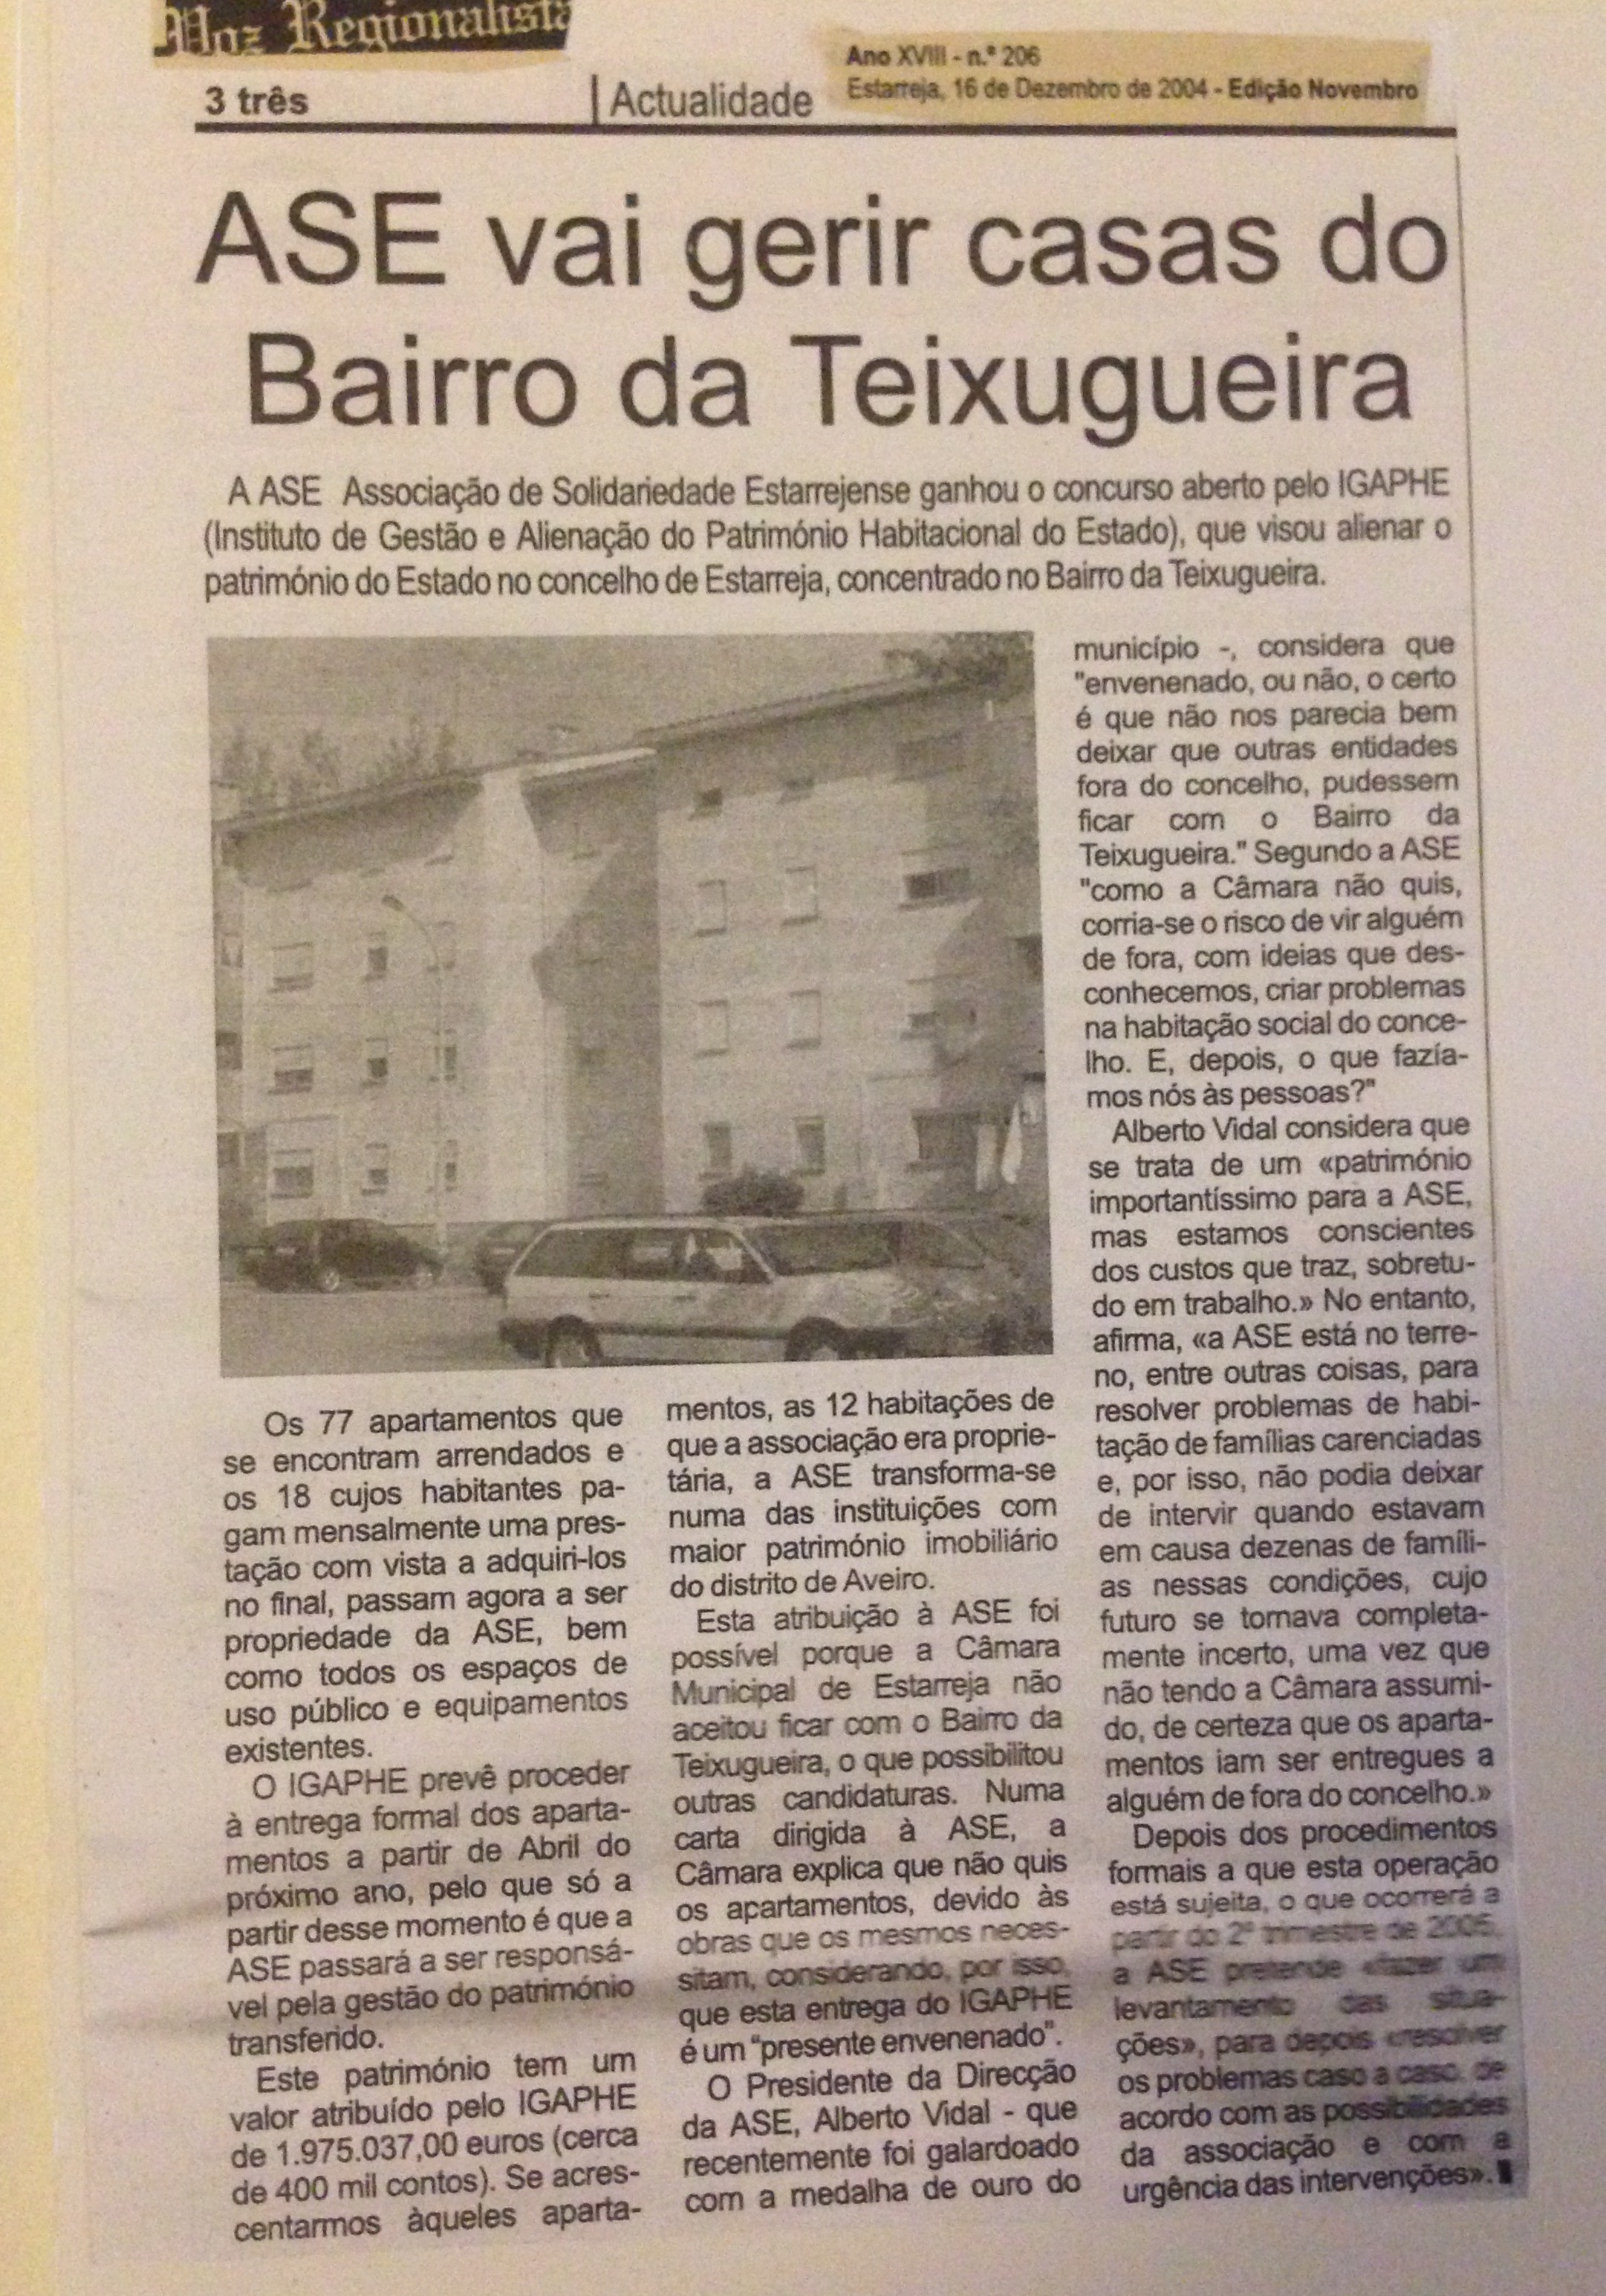 Voz Regionalista
3 três
Actualidade
Ano XVIII - n.º 206
Estarreja, 16 de Dezembro de 2004 - Edição Novembro
ASE vai gerir casas do
Bairro da Teixugueira
A ASE Associação de Solidariedade Estarrejense ganhou o concurso aberto pelo IGAPHE
(Instituto de Gestão e Alienação do Património Habitacional do Estado), que visou alienar o
património do Estado no concelho de Estarreja, concentrado no Bairro da Teixugueira.
Os 77 apartamentos que
se encontram arrendados e
os 18 cujos habitantes pa-
gam mensalmente uma pres-
tação com vista a adquiri-los
no final, passam agora a ser
propriedade da ASE, bem
como todos os espaços de
uso público e equipamentos
existentes.
O IGAPHE prevê proceder
à entrega formal dos aparta-
mentos a partir de Abril do
próximo ano, pelo que só a
partir desse momento é que a
ASE passará a ser responsá-
vel pela gestão do património
transferido.
Este património tem um
valor atribuído pelo IGAPHE
de 1.975.037,00 euros (cerca
de 400 mil contos). Se acres-
centarmos àqueles aparta-
mentos, as 12 habitações de
que a associação era proprie-
tária, a ASE transforma-se
numa das instituições com
maior património imobiliário
do distrito de Aveiro.
Esta atribuição à ASE foi
possível porque a Câmara
Municipal de Estarreja não
aceitou ficar com o Bairro da
Teixugueira, o que possibilitou
outras candidaturas. Numa
carta dirigida à ASE, a
Câmara explica que não quis
os apartamentos, devido às
obras que os mesmos neces-
sitam, considerando, por isso,
que esta entrega do IGAPHE
é um "presente envenenado".
O Presidente da Direcção
da ASE, Alberto Vidal - que
recentemente foi galardoado
com a medalha de ouro do
município -, considera que
"envenenado, ou não, o certo
é que não nos parecia bem
deixar que outras entidades
fora do concelho, pudessem
ficar com o Bairro da
Teixugueira." Segundo a ASE
"como a Câmara não quis,
corria-se o risco de vir alguém
de fora, com ideias que des-
conhecemos, criar problemas
na habitação social do conce-
lho. E, depois, o que fazía-
mos nós às pessoas?"
Alberto Vidal considera que
se trata de um «património
importantíssimo para a ASE,
mas estamos conscientes
dos custos que traz, sobretu-
do em trabalho.» No entanto,
afirma, «a ASE está no terre-
no, entre outras coisas, para
resolver problemas de habi-
tação de famílias carenciadas
e, por isso, não podia deixar
de intervir quando estavam
em causa dezenas de famíli-
as nessas condições, cujo
futuro se tornava completa-
mente incerto, uma vez que
não tendo a Câmara assumi-
do, de certeza que os aparta-
mentos iam ser entregues a
alguém de fora do concelho.»
Depois dos procedimentos
formais a que esta operação
está sujeita, o que ocorrerá a
partir do 2º trimestre de 2005,
a ASE pretende «fazer um
levantamento das situa-
ções», para depois «resolver
os problemas caso a caso, de
acordo com as possibilidades
da associação e com a
urgência das intervenções».